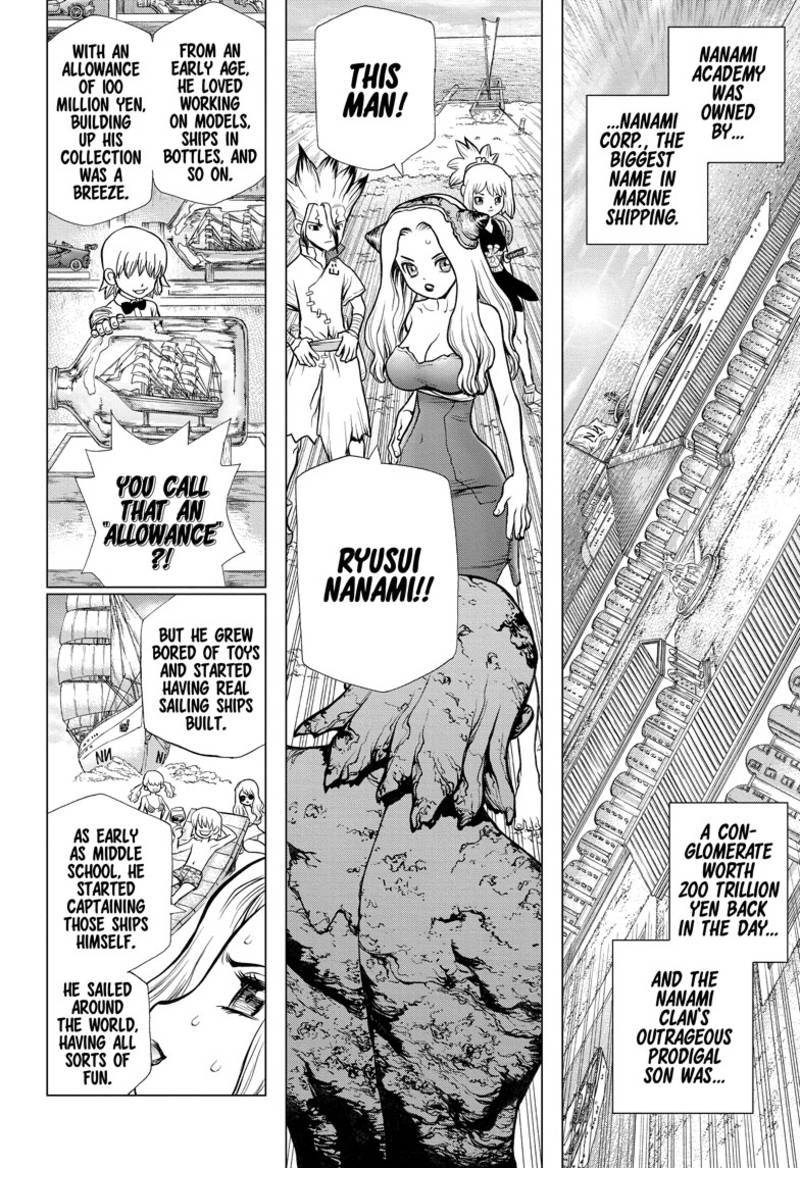 NANAMI
ACADEMY
WAS
OWNED
BY...
...NANAMI
CORP., THE
BIGGEST
NAME IN
MARINE
SHIPPING.
A CON-
GLOMERATE
WORTH
200 TRILLION
YEN BACK
IN THE DAY...
AND THE
NANAMI
CLAN'S
OUTRAGEOUS
PRODIGAL
SON WAS...
THIS
MAN!
RYUSUI
NANAMI!!
FROM AN
EARLY AGE,
HE LOVED
WORKING
ON MODELS,
SHIPS IN
BOTTLES, AND
SO ON.
WITH AN
ALLOWANCE
OF 100
MILLION YEN,
BUILDING
UP HIS
COLLECTION
WAS A
BREEZE.
YOU CALL
THAT AN
"ALLOWANCE"
?!
BUT HE GREW
BORED OF TOYS
AND STARTED
HAVING REAL
SAILING SHIPS
BUILT.
AS EARLY
AS MIDDLE
SCHOOL, HE
STARTED
CAPTAINING
THOSE SHIPS
HIMSELF.
HE SAILED
AROUND
THE WORLD,
HAVING ALL
SORTS OF
FUN.